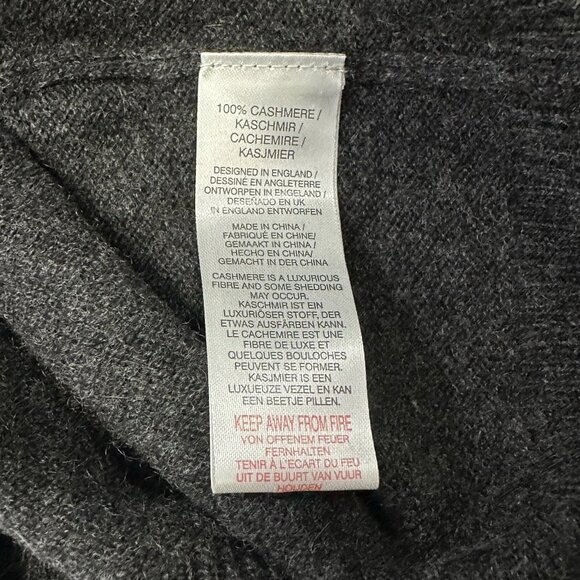 100% CASHMERE /
KASCHMIR /
CACHEMIRE /
KASJMIER
DESIGNED IN ENGLAND /
DESSINÉ EN ANGLETERRE
ONTWORPEN IN ENGELAND /
DESEÑADO EN UK
IN ENGLAND ENTWORFEN
MADE IN CHINA /
FABRIQUÉ EN CHINE/
GEMAAKT IN CHINA /
HECHO EN CHINA/
GEMACHT IN DER CHINA
CASHMERE IS A LUXURIOUS
FIBRE AND SOME SHEDDING
MAY OCCUR.
KASCHMIR IST EIN
LUXURIÖSER STOFF, DER
ETWAS AUSFÄRBEN KANN.
LE CACHEMIRE EST UNE
FIBRE DE LUXE ET
QUELQUES BOULOCHES
PEUVENT SE FORMER.
KASJMIER IS EEN
LUXUEUZE VEZEL EN KAN
EEN BEETJE PILLEN.
KEEP AWAY FROM FIRE
VON OFFENEM FEUER
FERNHALTEN
TENIR À L'ECART DU FEU
UIT DE BUURT VAN VUUR
HOUDEN